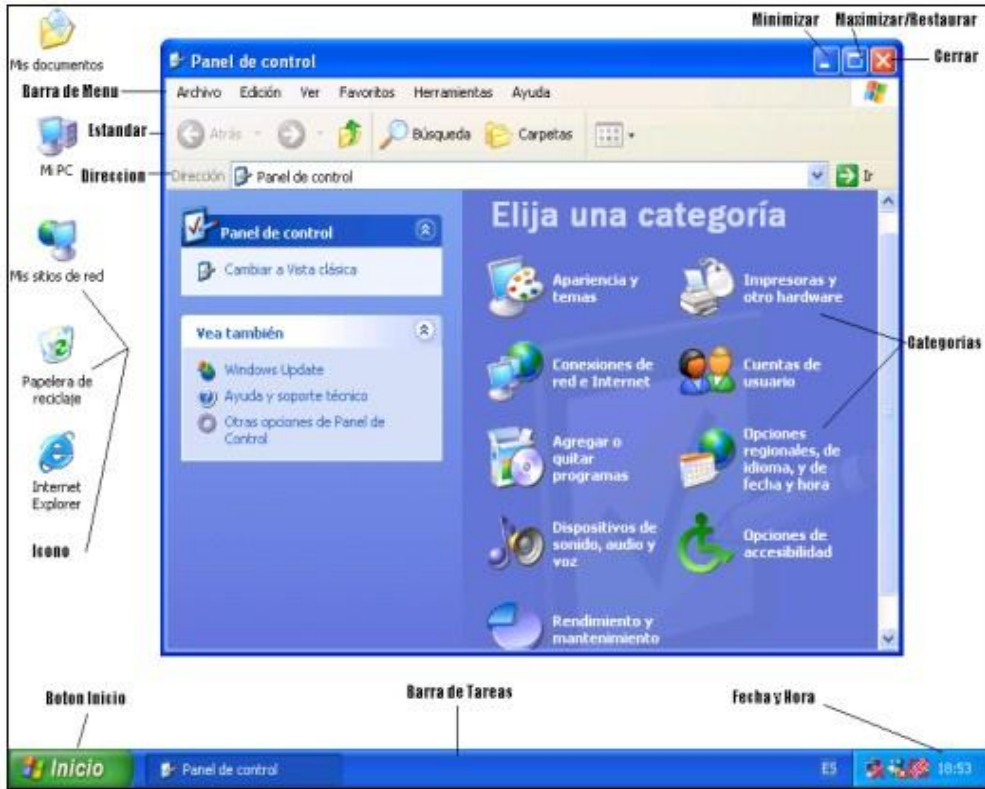 Minimizar
Maximizar/Restaurar
Cerrar
Mis documentos
Panel de control
Barra de Menu
Archivo Edición Ver Favoritos Herramientas Ayuda
Estandar
Atrás
Búsqueda
Carpetas
Mi PC
Direccion
Dirección
Panel de control
Ir
Panel de control
Cambiar a Vista clásica
Vea también
Windows Update
Ayuda y soporte técnico
Otras opciones de Panel de
Control
Elija una categoría
Apariencia y
temas
Impresoras y
otro hardware
Conexiones de
red e Internet
Cuentas de
usuario
Agregar o
quitar
programas
Opciones
regionales, de
idioma, y de
fecha y hora
Dispositivos de
sonido, audio y
voz
Opciones de
accesibilidad
Rendimiento y
mantenimiento
Categorias
Mis sitios de red
Papelera de
reciclaje
Internet
Explorer
Icono
Boton Inicio
Barra de Tareas
Fecha y Hora
Inicio
Panel de control
ES
18:53